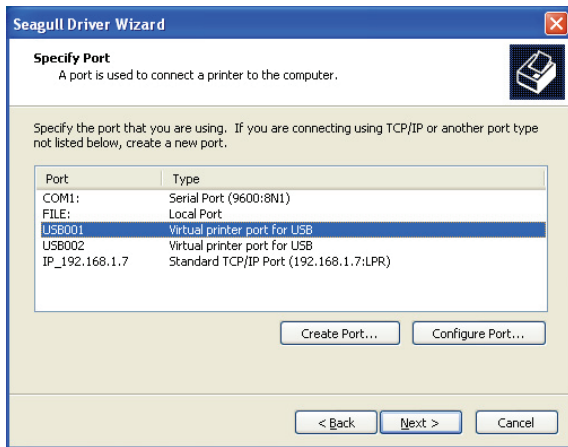 Seagull Driver Wizard
Specify Port
A port is used to connect a printer to the computer.
Specify the port that you are using. If you are connecting using TCP/IP or another port type
not listed below, create a new port.
Port Type
COM1: Serial Port (9600:8N1)
FILE: Local Port
USB001 Virtual printer port for USB
USB002 Virtual printer port for USB
IP_192.168.1.7 Standard TCP/IP Port (192.168.1.7:LPR)
Create Port... Configure Port...
< Back Next > Cancel